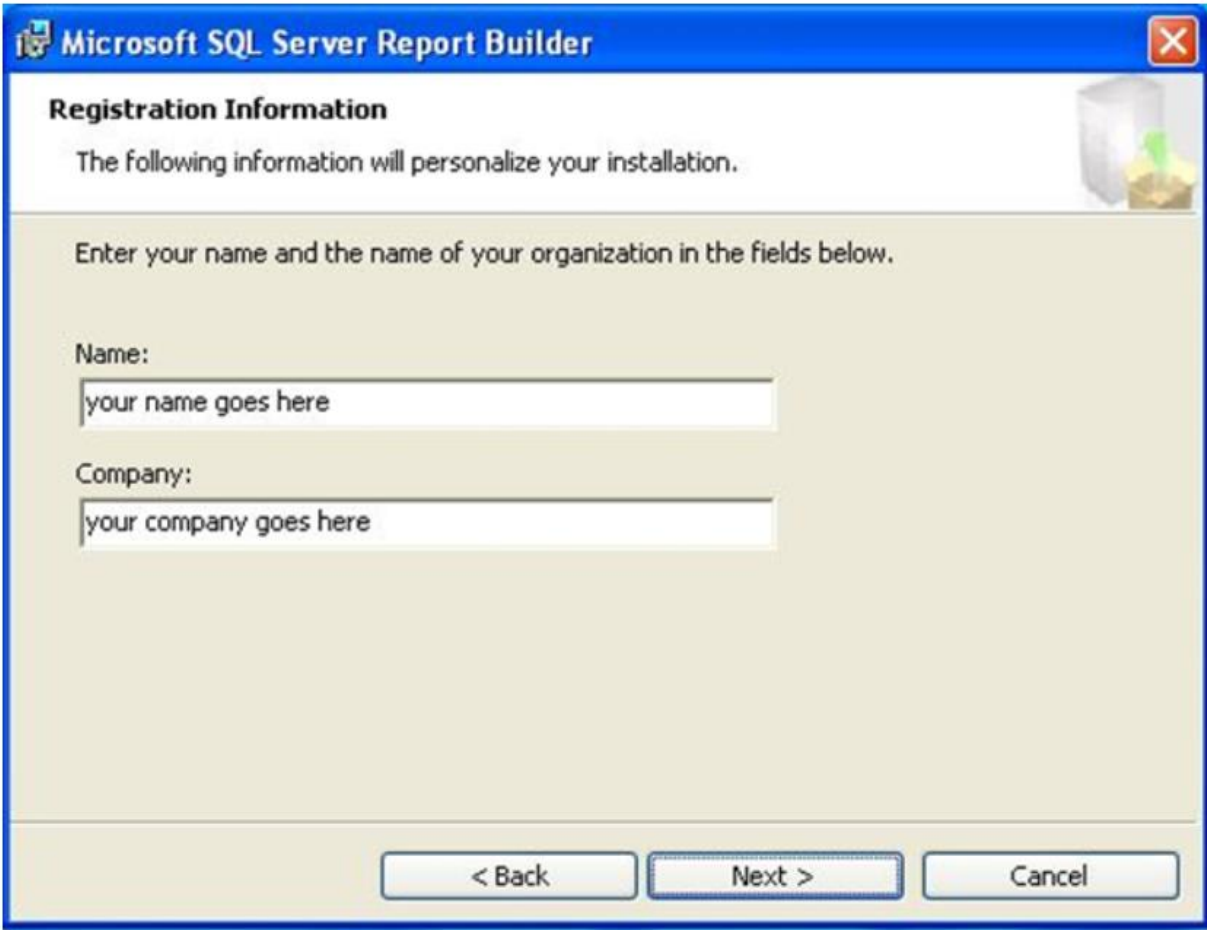 Microsoft SQL Server Report Builder
Registration Information
The following information will personalize your installation.
Enter your name and the name of your organization in the fields below.
Name:
your name goes here
Company:
your company goes here
< Back Next > Cancel